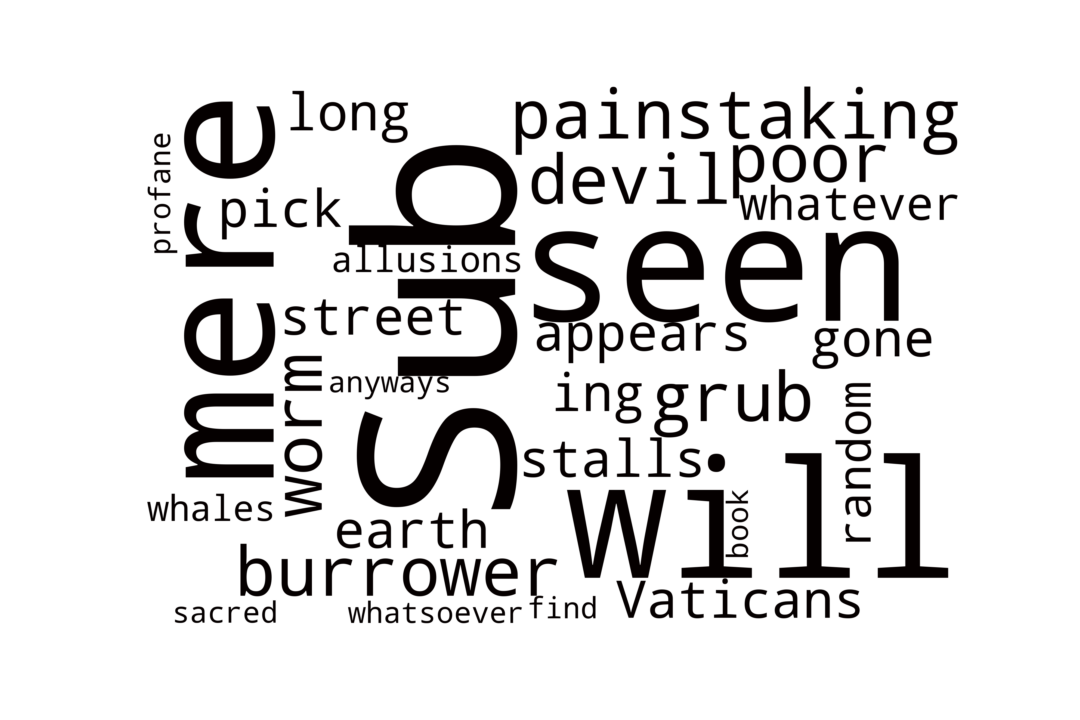 long
painstaking
profane
mere
Sub
devil
poor
pick
whatever
allusions
seen
street
appears
gone
worm
anyways
ing
grub
random
stalls
will
whales
book
earth
burrower
Vaticans
sacred
whatsoever
find